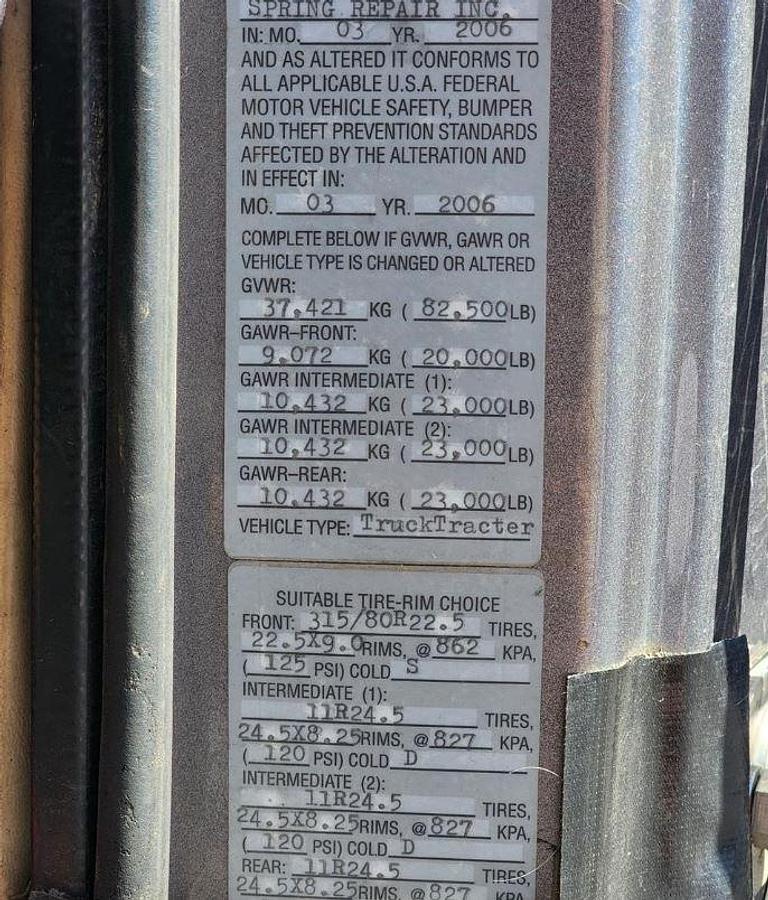 SPRING REPAIR INC.
IN: MO. 03 YR. 2006
AND AS ALTERED IT CONFORMS TO
ALL APPLICABLE U.S.A. FEDERAL
MOTOR VEHICLE SAFETY, BUMPER
AND THEFT PREVENTION STANDARDS
AFFECTED BY THE ALTERATION AND
IN EFFECT IN:
MO. 03 YR. 2006
COMPLETE BELOW IF GVWR, GAWR OR
VEHICLE TYPE IS CHANGED OR ALTERED
GVWR:
37,421 KG ( 82,500 LB)
GAWR–FRONT:
9,072 KG ( 20,000 LB)
GAWR INTERMEDIATE (1):
10,432 KG ( 23,000 LB)
GAWR INTERMEDIATE (2):
10,432 KG ( 23,000 LB)
GAWR–REAR:
10,432 KG ( 23,000 LB)
VEHICLE TYPE: TruckTracter
SUITABLE TIRE-RIM CHOICE
FRONT: 315/80R22.5 TIRES,
22.5X9.0 RIMS, @ 862 KPA,
( 125 PSI) COLD S
INTERMEDIATE (1):
11R24.5 TIRES,
24.5X8.25 RIMS, @ 827 KPA,
( 120 PSI) COLD D
INTERMEDIATE (2):
11R24.5 TIRES,
24.5X8.25 RIMS, @ 827 KPA,
( 120 PSI) COLD D
REAR: 11R24.5 TIRES,
24.5X8.25 RIMS, @ 827 KPA,